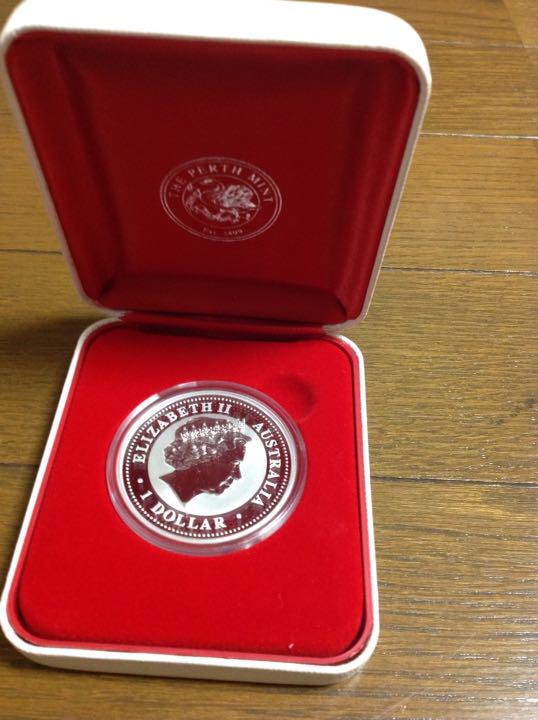 THE PERTH MINT
EST. 1899
ELIZABETH II
AUSTRALIA
• 1 DOLLAR •